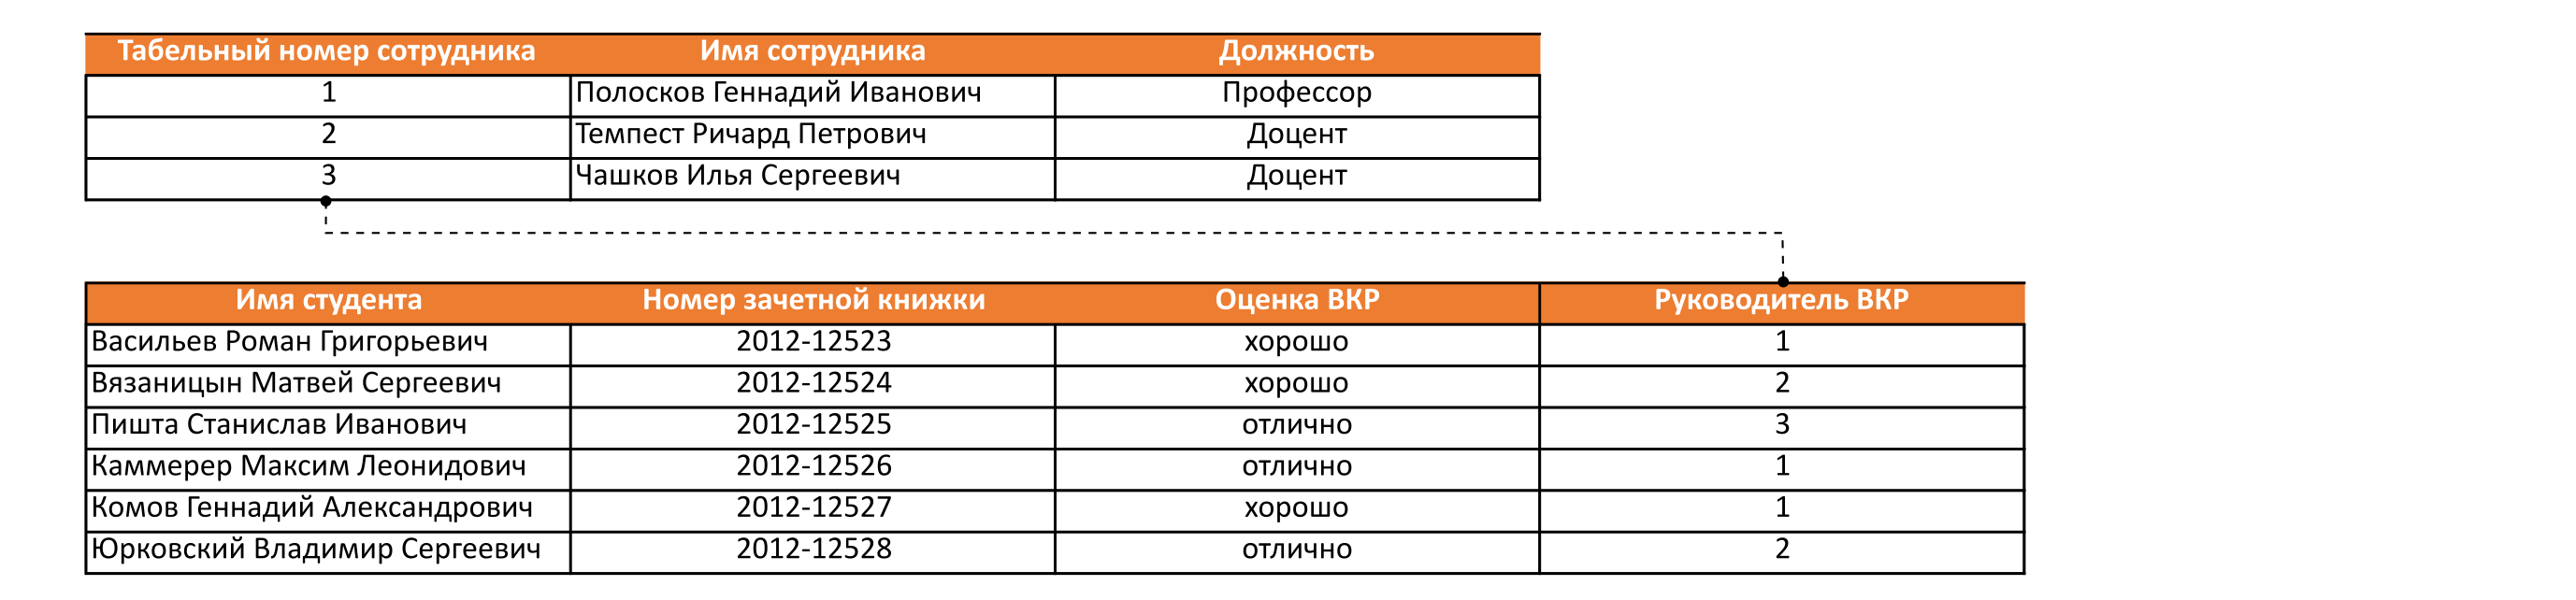 Табельный номер сотрудника Имя сотрудника Должность
1 Полосков Геннадий Иванович Профессор
2 Темпест Ричард Петрович Доцент
3 Чашков Илья Сергеевич Доцент
Имя студента Номер зачетной книжки Оценка ВКР Руководитель ВКР
Васильев Роман Григорьевич 2012-12523 хорошо 1
Вязаницын Матвей Сергеевич 2012-12524 хорошо 2
Пишта Станислав Иванович 2012-12525 отлично 3
Каммерер Максим Леонидович 2012-12526 отлично 1
Комов Геннадий Александрович 2012-12527 хорошо 1
Юрковский Владимир Сергеевич 2012-12528 отлично 2